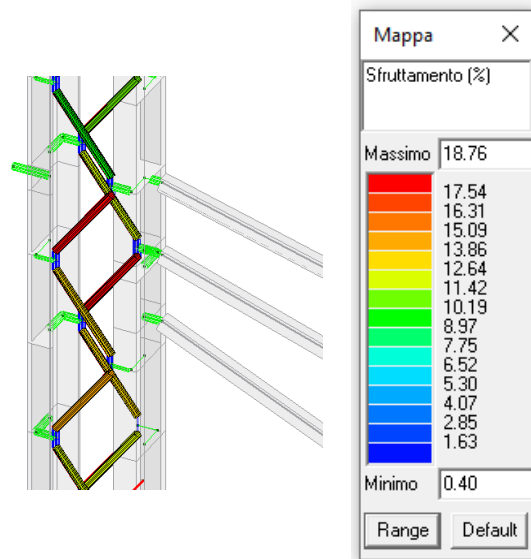 Mappa
Sfruttamento (%)
Massimo 18.76
17.54
16.31
15.09
13.86
12.64
11.42
10.19
8.97
7.75
6.52
5.30
4.07
2.85
1.63
Minimo 0.40
Range Default